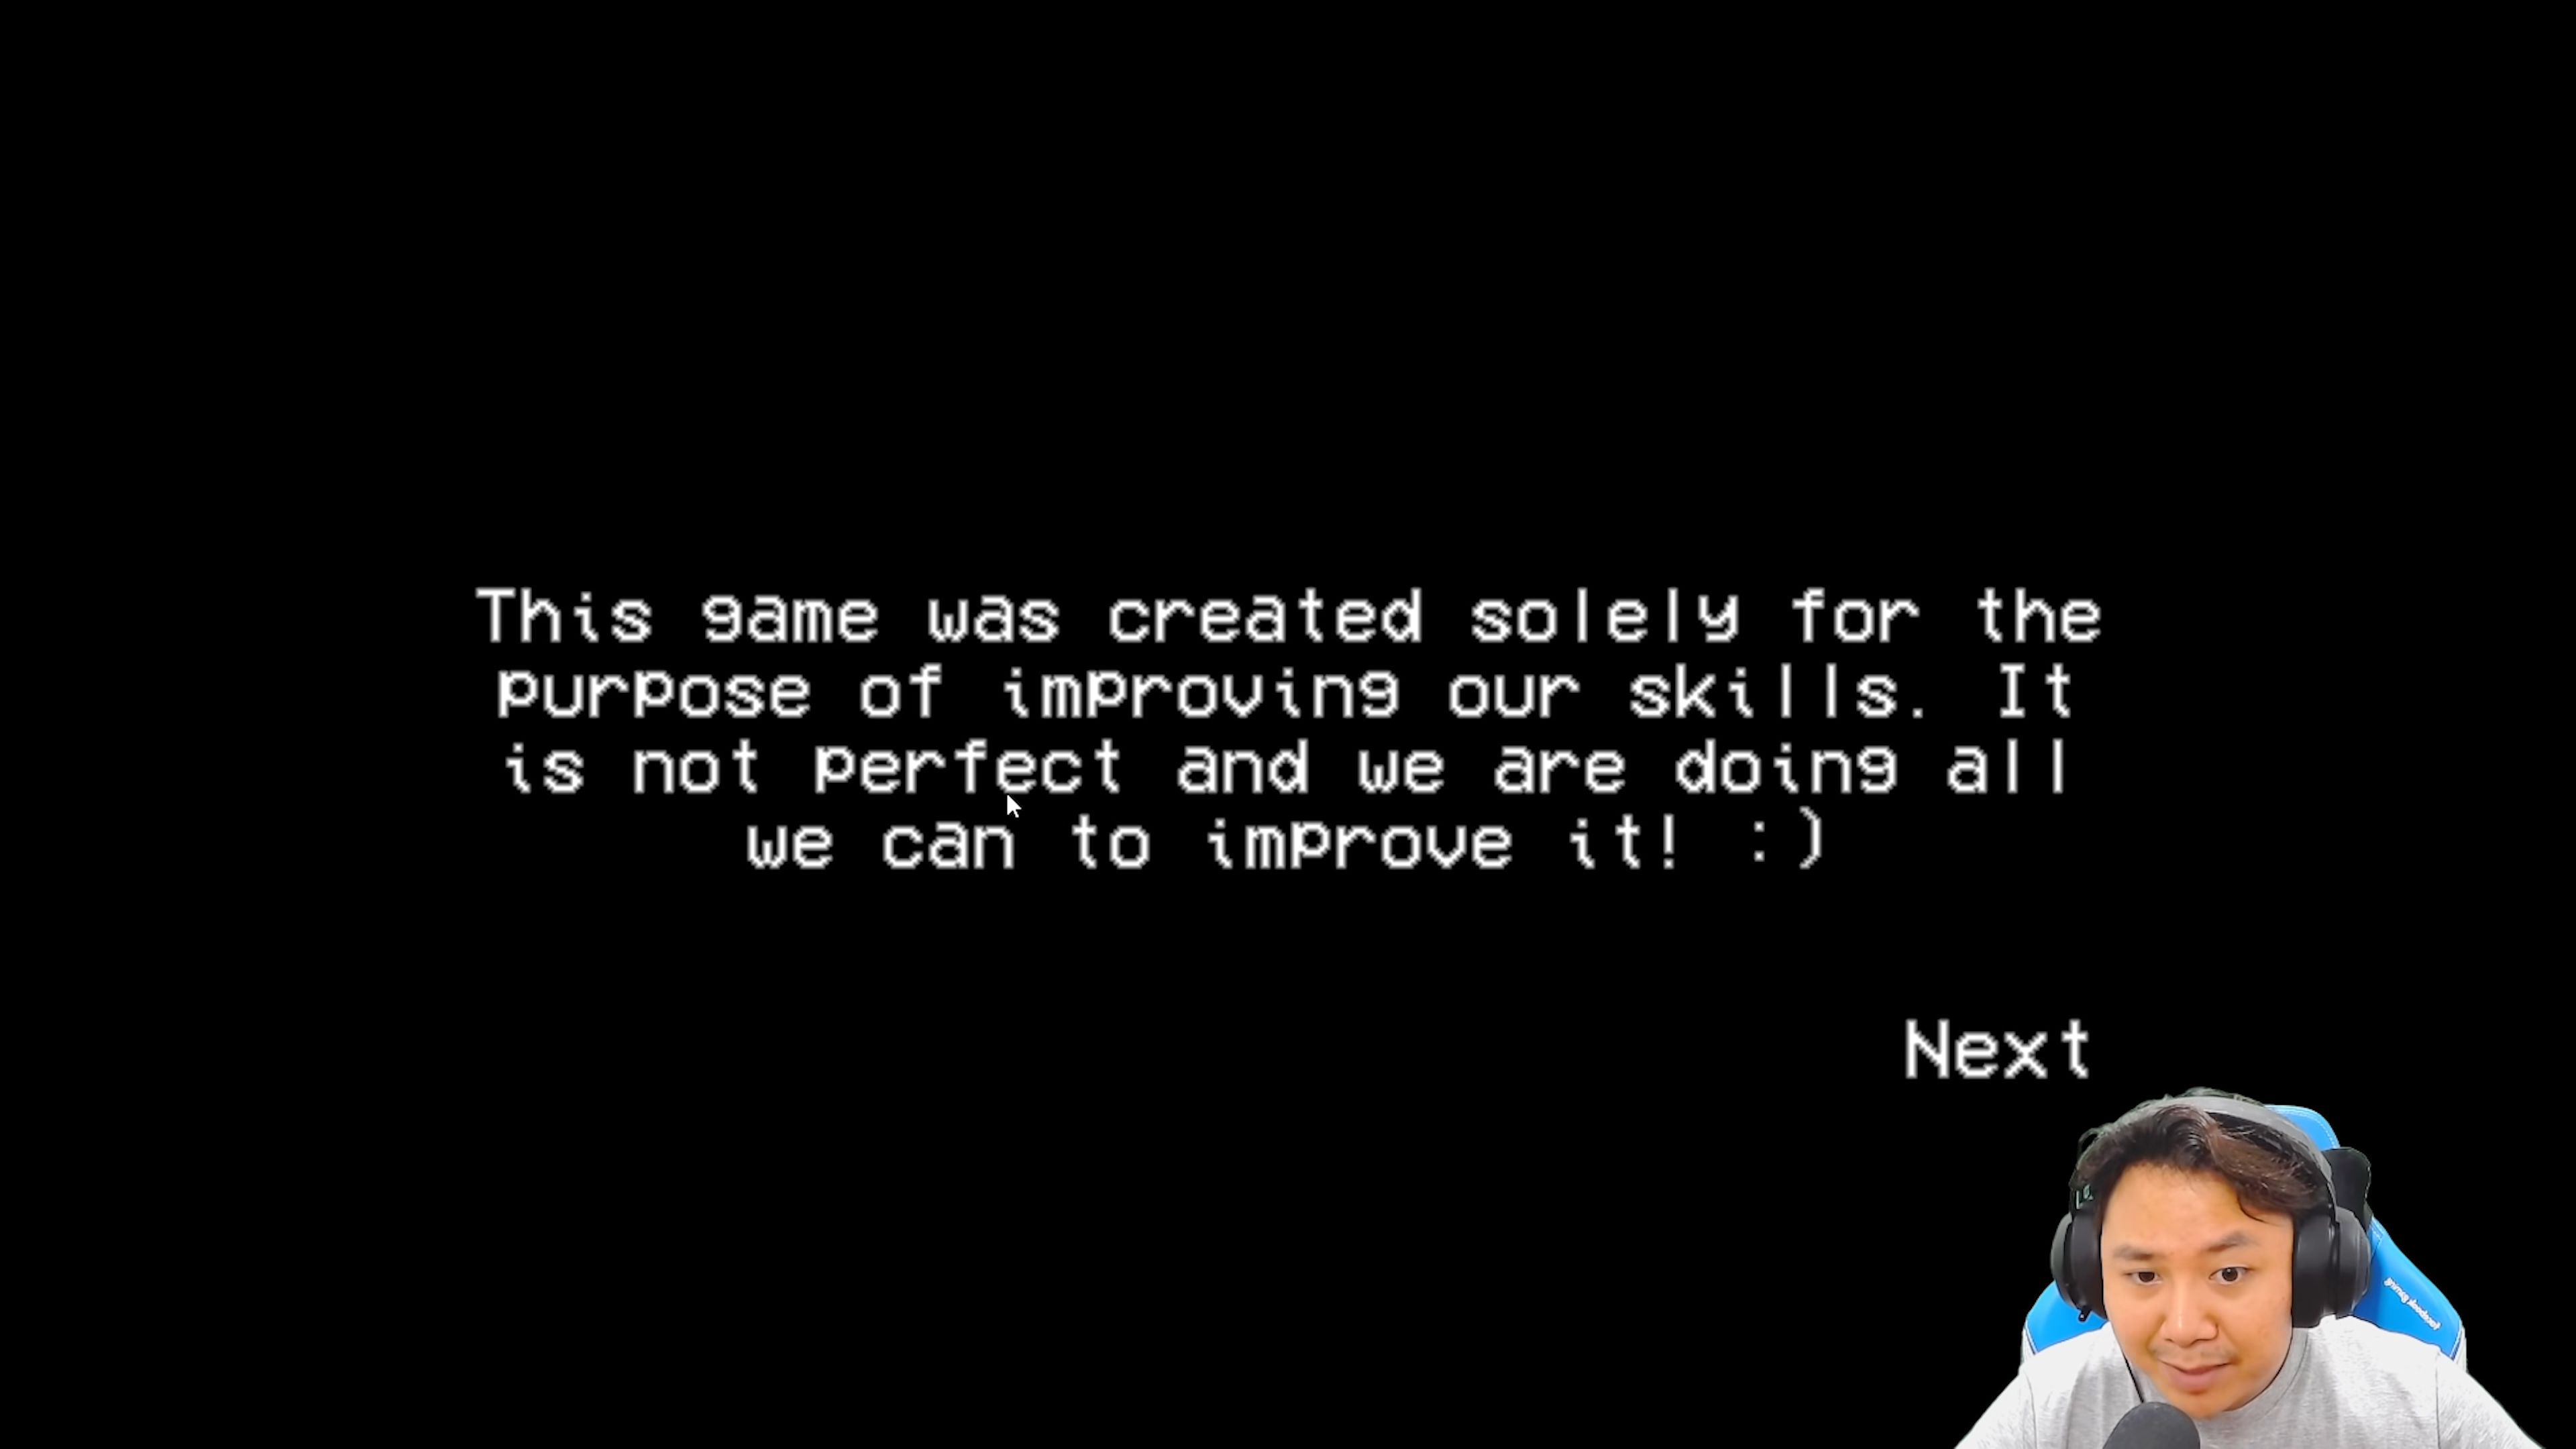 This game was created solely for the
purpose of improving our skills. It
is not perfect and we are doing all
we can to improve it! :)
Next